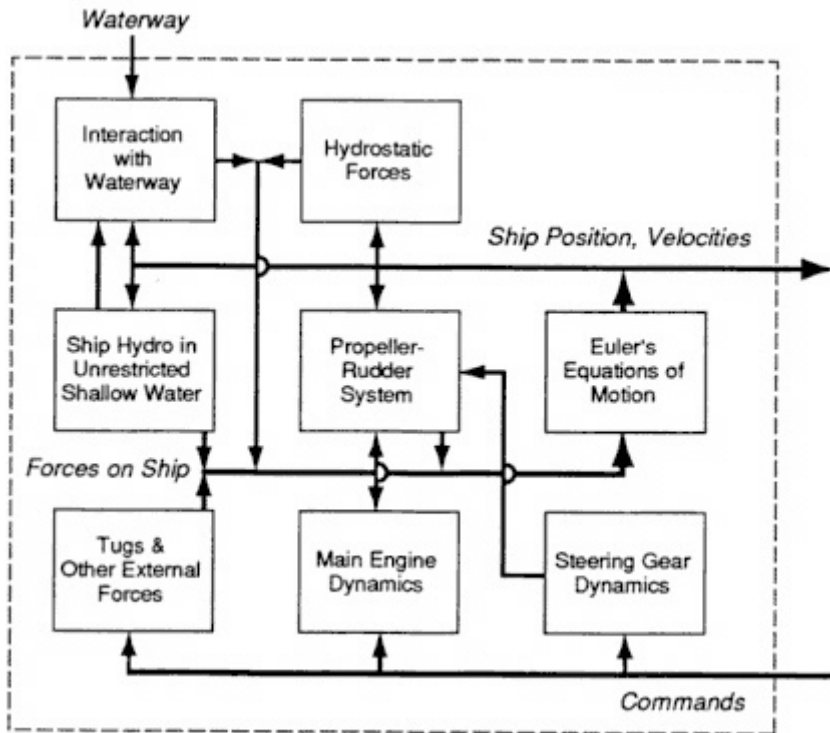 Waterway
Interaction
with
Waterway
Hydrostatic
Forces
Ship Position, Velocities
Ship Hydro in
Unrestricted
Shallow Water
Propeller-
Rudder
System
Euler's
Equations of
Motion
Forces on Ship
Tugs &
Other External
Forces
Main Engine
Dynamics
Steering Gear
Dynamics
Commands